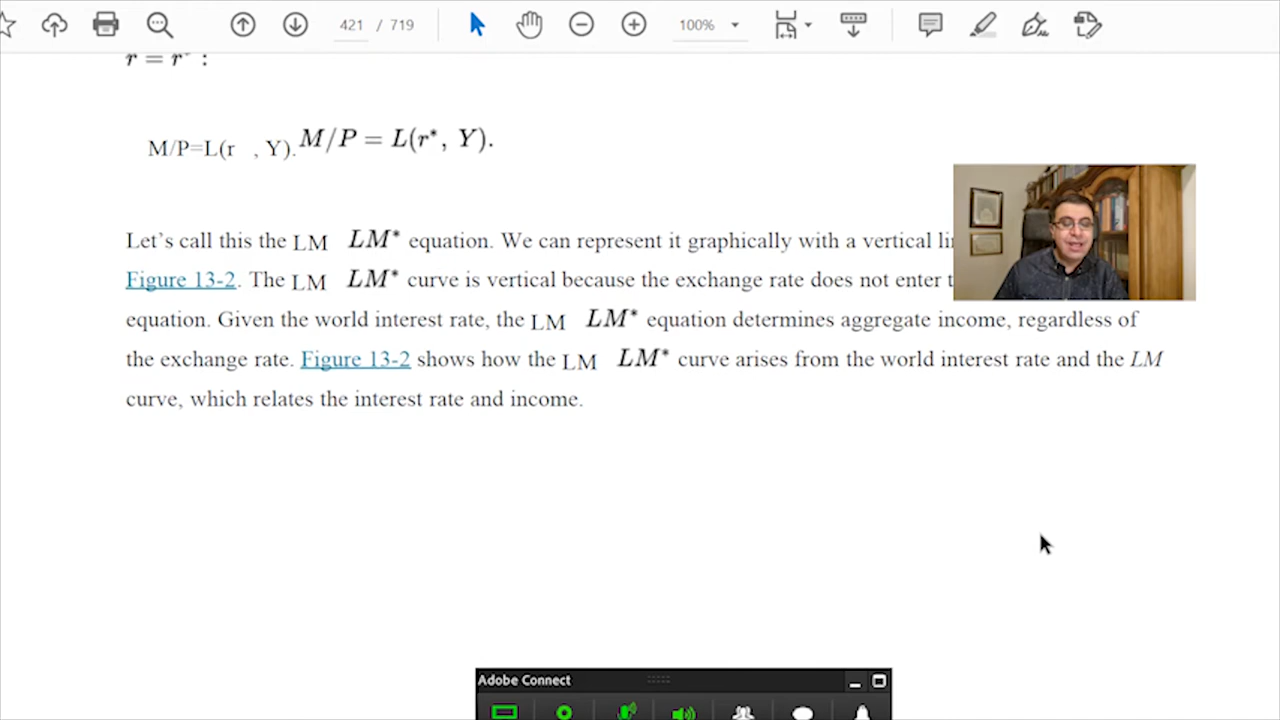 421 / 719
100%
r = r* :
M/P=L(r , Y). M/P = L(r*, Y).
Let's call this the LM LM* equation. We can represent it graphically with a vertical
Figure 13-2. The LM LM* curve is vertical because the exchange rate does not enter
equation. Given the world interest rate, the LM LM* equation determines aggregate income, regardless of
the exchange rate. Figure 13-2 shows how the LM LM* curve arises from the world interest rate and the LM
curve, which relates the interest rate and income.
Adobe Connect